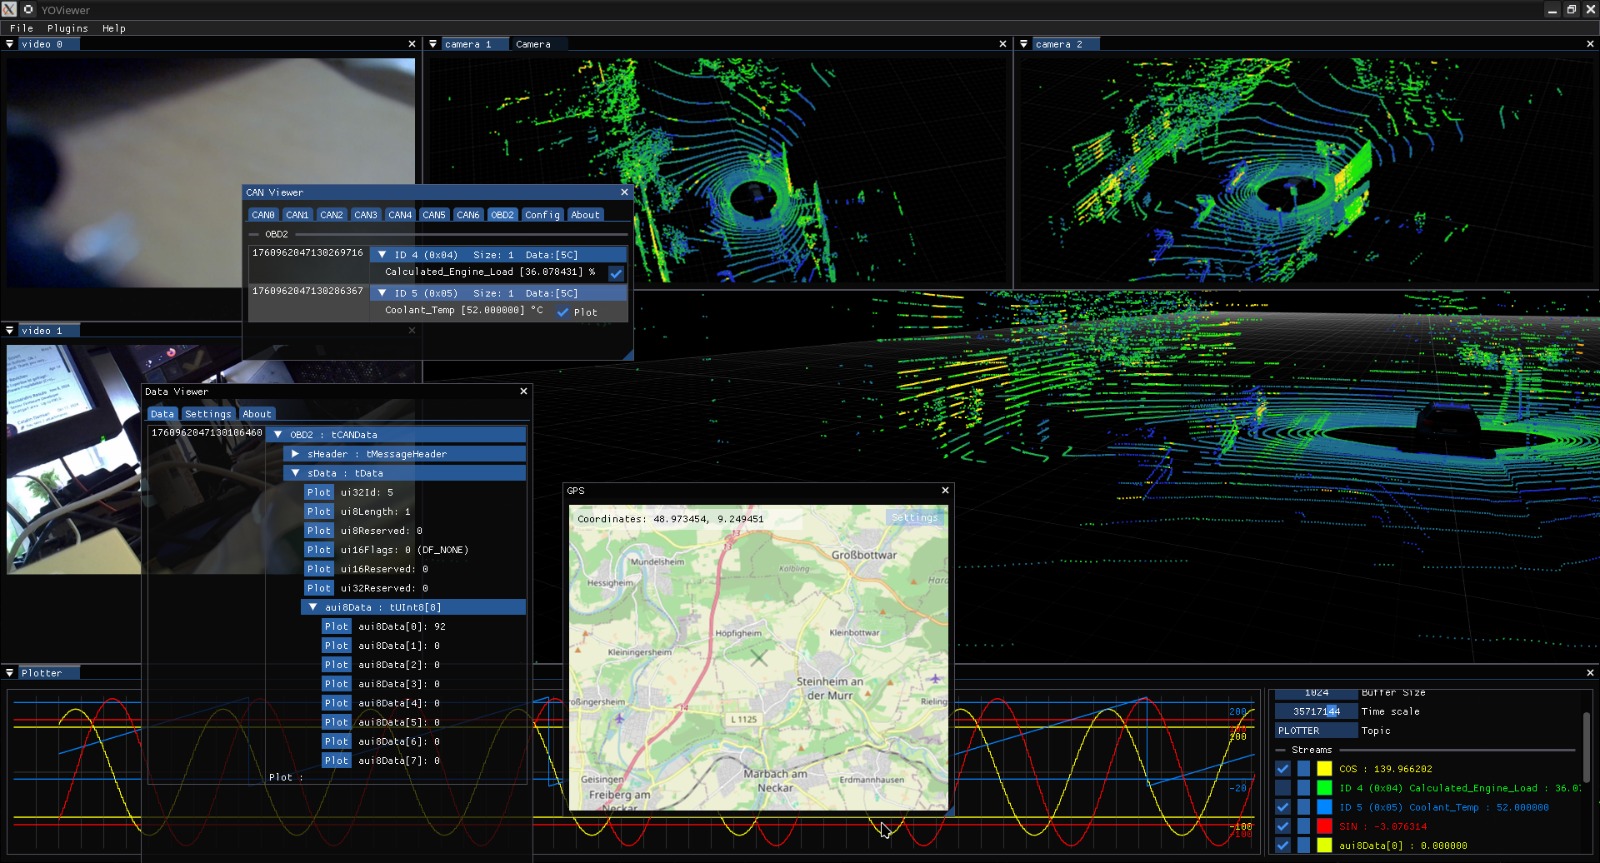 YOViewer
File Plugins Help
video 0
camera 1 Camera
camera 2
CAN Viewer
CAN0 CAN1 CAN2 CAN3 CAN4 CAN5 CAN6 OBD2 Config About
OBD2
1760962047130269716 ID 4 (0x04) Size: 1 Data:[5C]
Calculated_Engine_Load [36.078431] %
1760962047130286367 ID 5 (0x05) Size: 1 Data:[5C]
Coolant_Temp [52.000000] °C Plot
video 1
Data Viewer
Data Settings About
1760962047130106460 OBD2 : tCANData
sHeader : tMessageHeader
sData : tData
Plot ui32Id: 5
Plot ui8Length: 1
Plot ui8Reserved: 0
Plot ui16Flags: 0 (DF_NONE)
Plot ui16Reserved: 0
Plot ui32Reserved: 0
aui8Data : tUInt8[8]
Plot aui8Data[0]: 92
Plot aui8Data[1]: 0
Plot aui8Data[2]: 0
Plot aui8Data[3]: 0
Plot aui8Data[4]: 0
Plot aui8Data[5]: 0
Plot aui8Data[6]: 0
Plot aui8Data[7]: 0
Plot :
GPS
Coordinates: 48.973454, 9.249451 Settings
Großbottwar
Mundelsheim
Kälbling
Hessigheim
Höpfigheim
Kleinbottwar
Kleiningersheim
Steinheim an
der Murr
L 1125
Marbach am
Neckar
Erdmannhausen
Geisingen
Freiberg am
Neckar
Plotter
200
100
-20
-100
1024 Buffer Size
35717144 Time scale
PLOTTER Topic
Streams
COS : 139.966202
ID 4 (0x04) Calculated_Engine_Load : 36.0
ID 5 (0x05) Coolant_Temp : 52.000000
SIN : -3.076314
aui8Data[0] : 0.000000